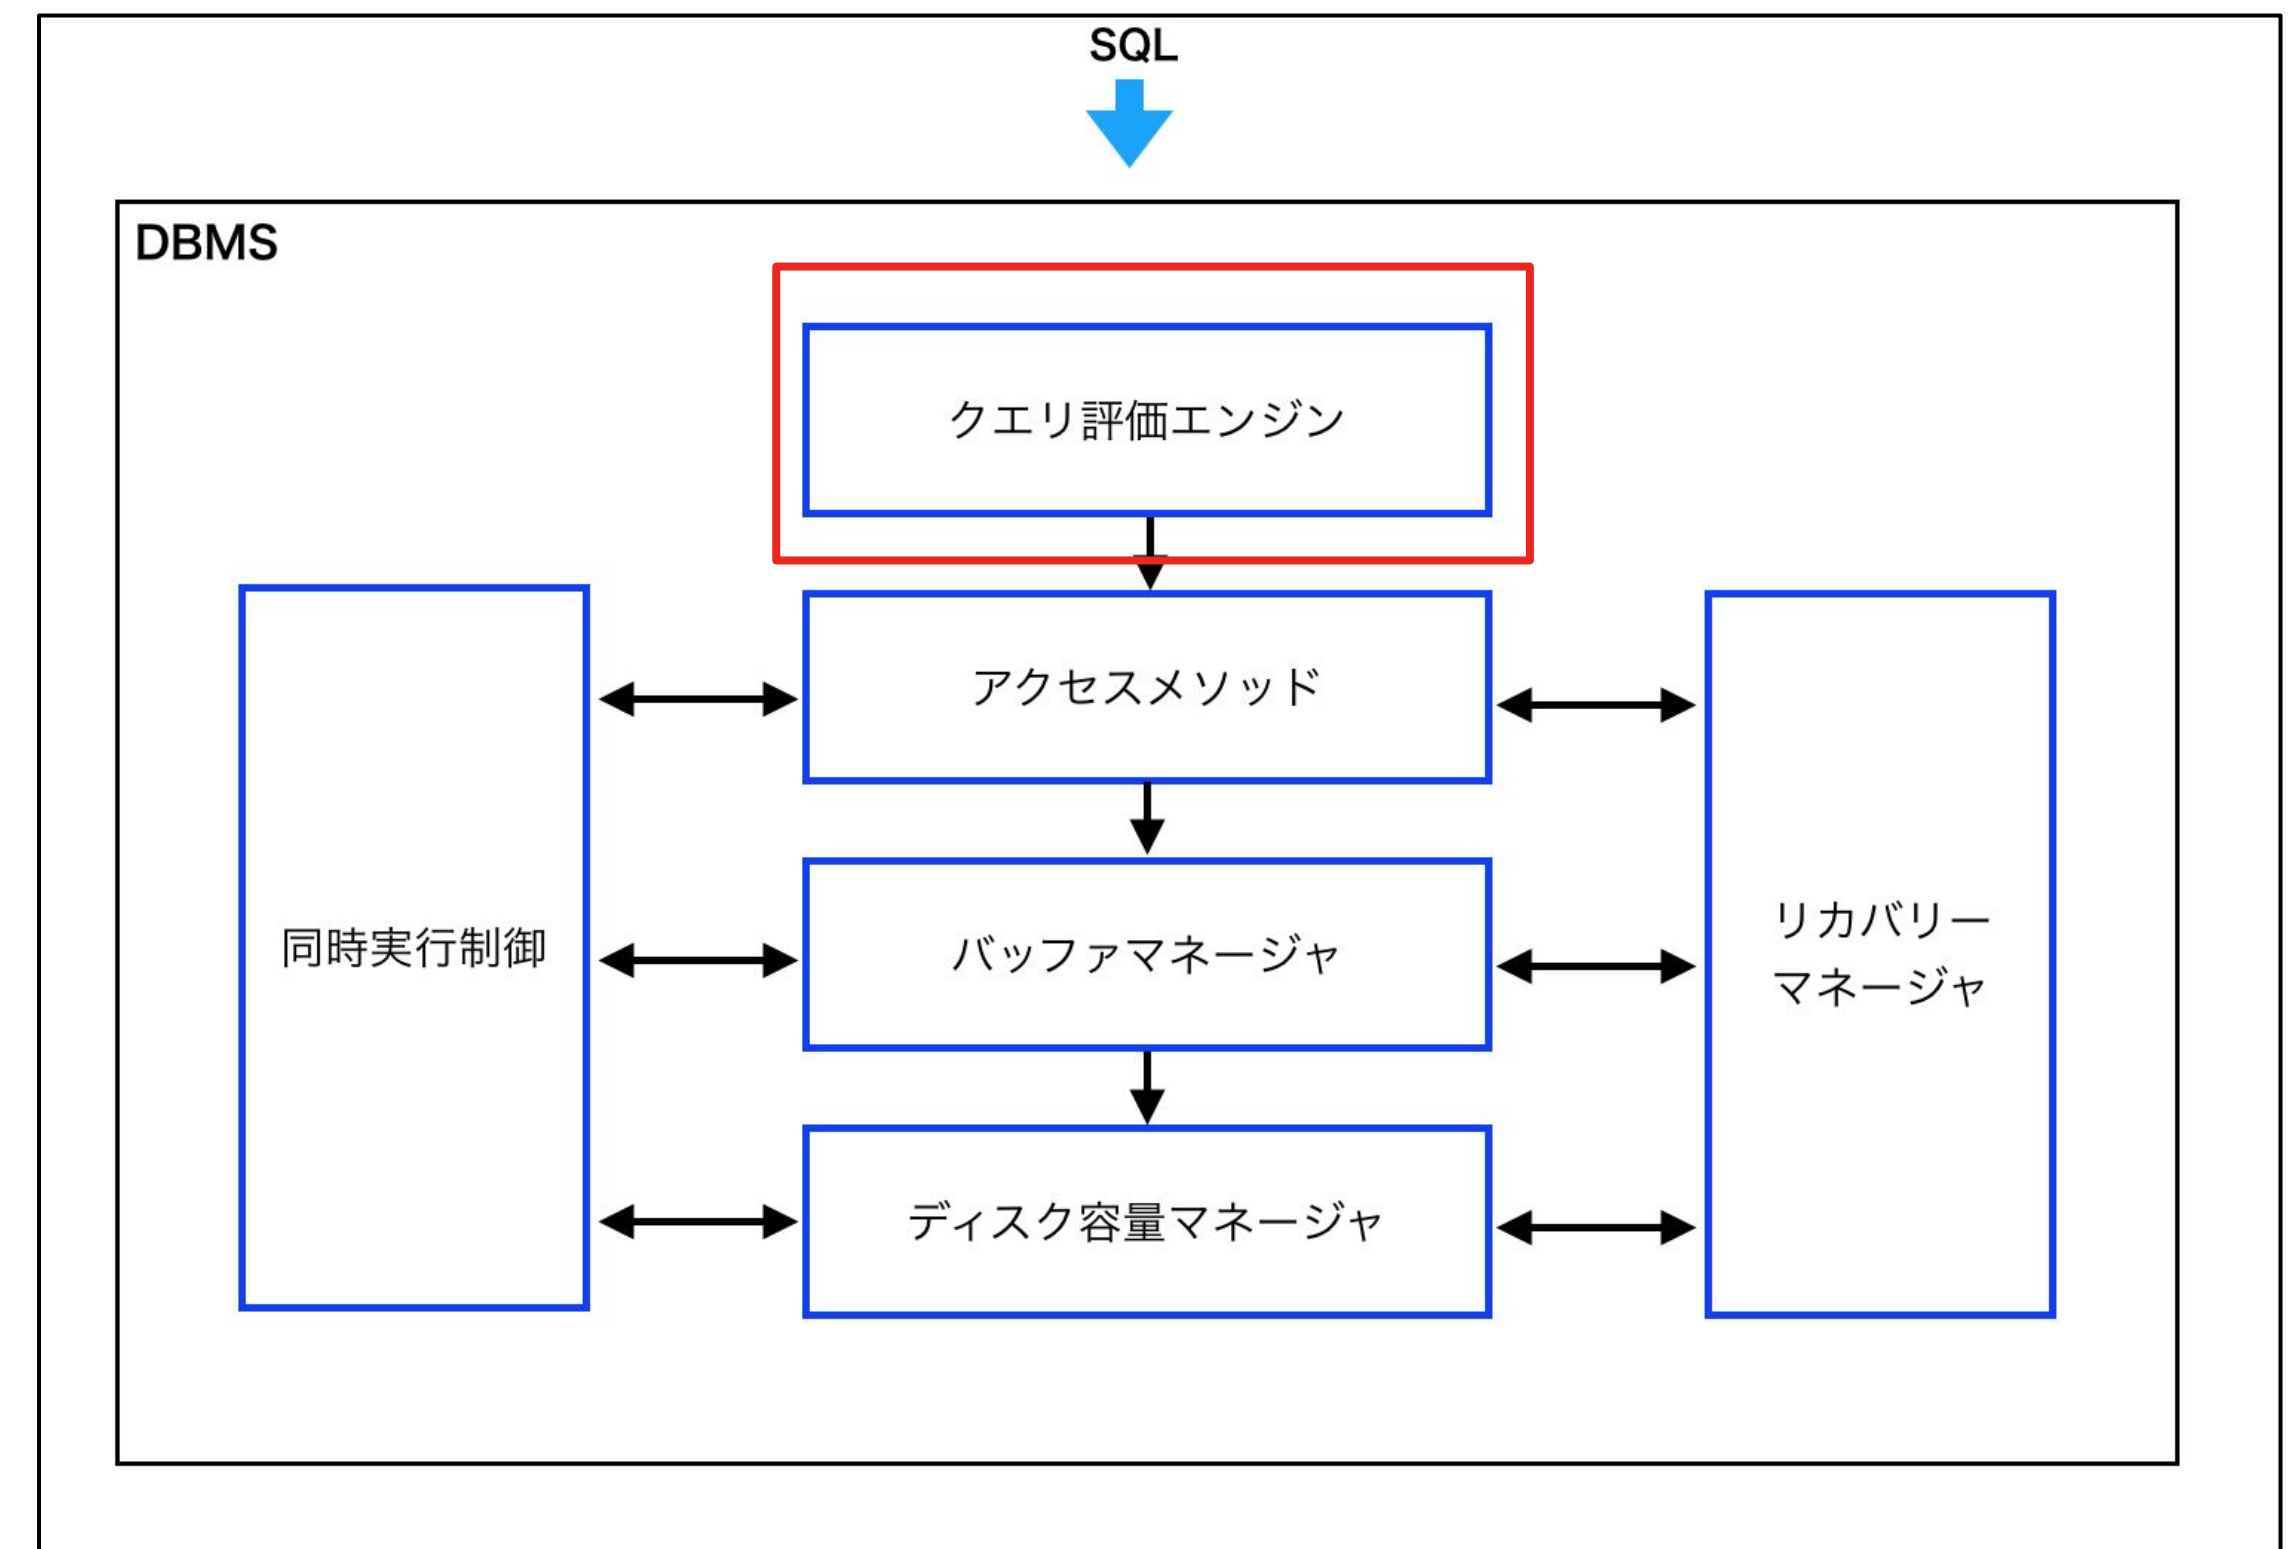 SQL
DBMS
クエリ評価エンジン
アクセスメソッド
同時実行制御
バッファマネージャ
リカバリー
マネージャ
ディスク容量マネージャ